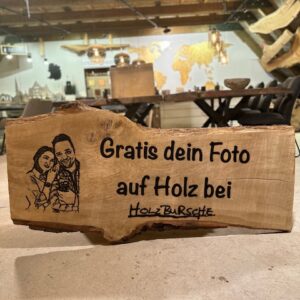 Gratis dein Foto
auf Holz bei
HOLZBURSCHE